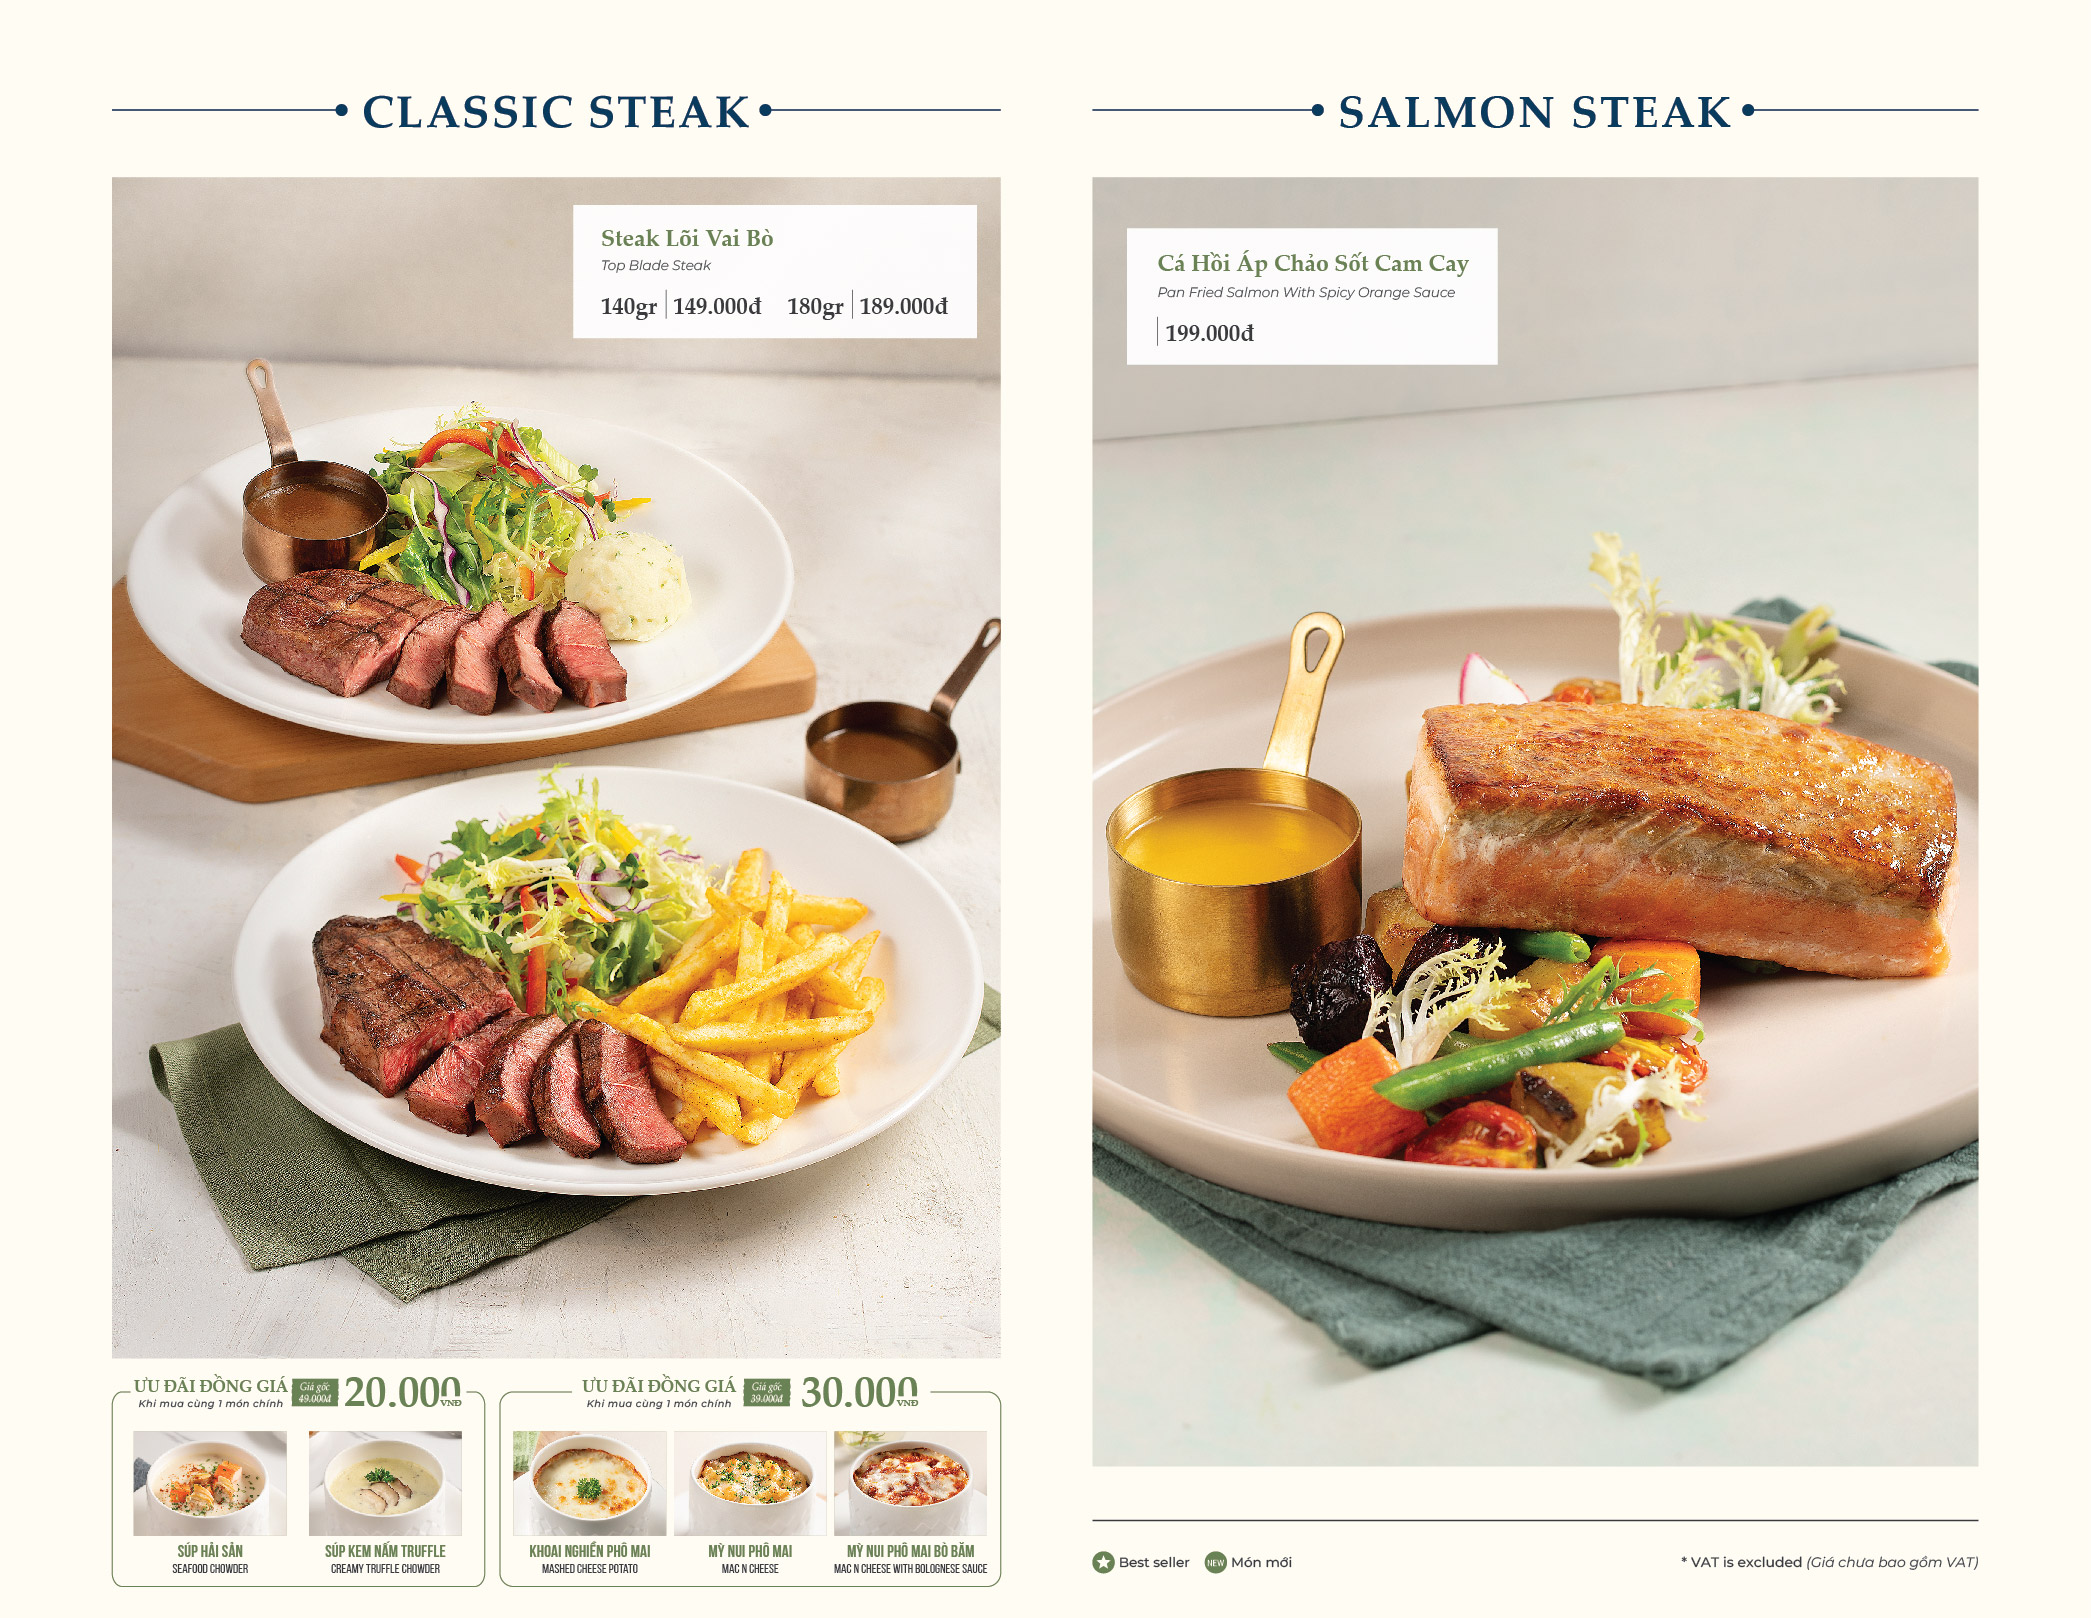 CLASSIC STEAK
Steak Lõi Vai Bò
Top Blade Steak
140gr | 149.000đ 180gr | 189.000đ
ƯU ĐÃI ĐỒNG GIÁ
Khi mua cùng 1 món chính
Giá gốc
49.000đ
20.000 VNĐ
SÚP HẢI SẢN
SEAFOOD CHOWDER
SÚP KEM NẤM TRUFFLE
CREAMY TRUFFLE CHOWDER
ƯU ĐÃI ĐỒNG GIÁ
Khi mua cùng 1 món chính
Giá gốc
39.000đ
30.000 VNĐ
KHOAI NGHIỀN PHÔ MAI
MASHED CHEESE POTATO
MỲ NUI PHÔ MAI
MAC N CHEESE
MỲ NUI PHÔ MAI BÒ BẰM
MAC N CHEESE WITH BOLOGNESE SAUCE
SALMON STEAK
Cá Hồi Áp Chảo Sốt Cam Cay
Pan Fried Salmon With Spicy Orange Sauce
| 199.000đ
Best seller NEW Món mới
* VAT is excluded (Giá chưa bao gồm VAT)